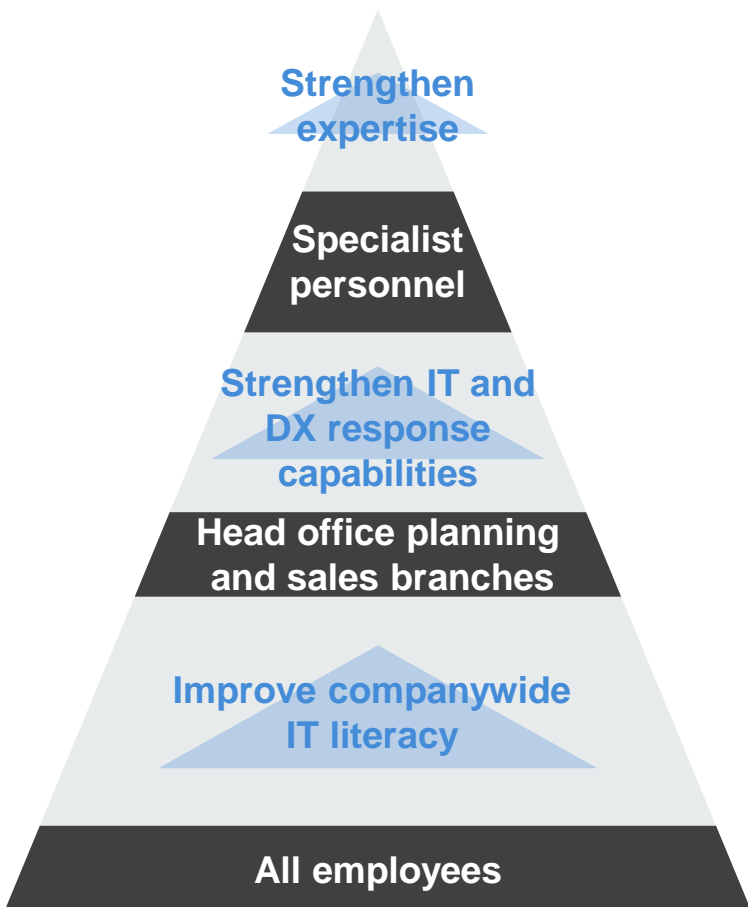 Strengthen
expertise
Specialist
personnel
Strengthen IT and
DX response
capabilities
Head office planning
and sales branches
Improve companywide
IT literacy
All employees